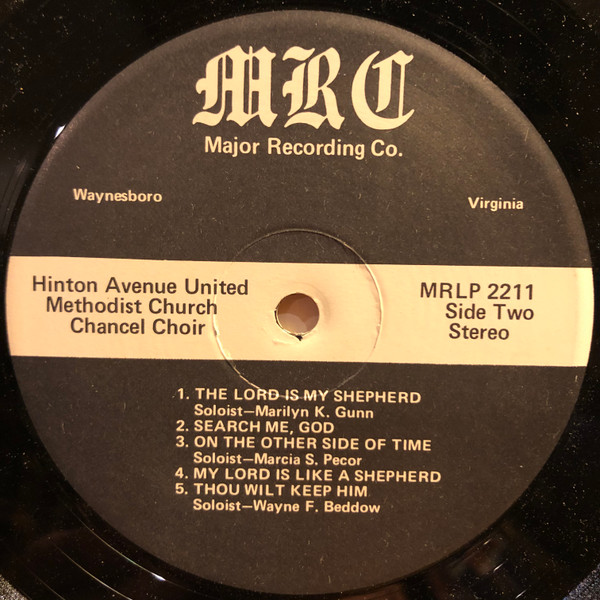 MRC
Major Recording Co.
Waynesboro
Virginia
Hinton Avenue United
Methodist Church
Chancel Choir
MRLP 2211
Side Two
Stereo
1. THE LORD IS MY SHEPHERD
Soloist—Marilyn K. Gunn
2. SEARCH ME, GOD
3. ON THE OTHER SIDE OF TIME
Soloist—Marcia S. Pecor
4. MY LORD IS LIKE A SHEPHERD
5. THOU WILT KEEP HIM
Soloist—Wayne F. Beddow